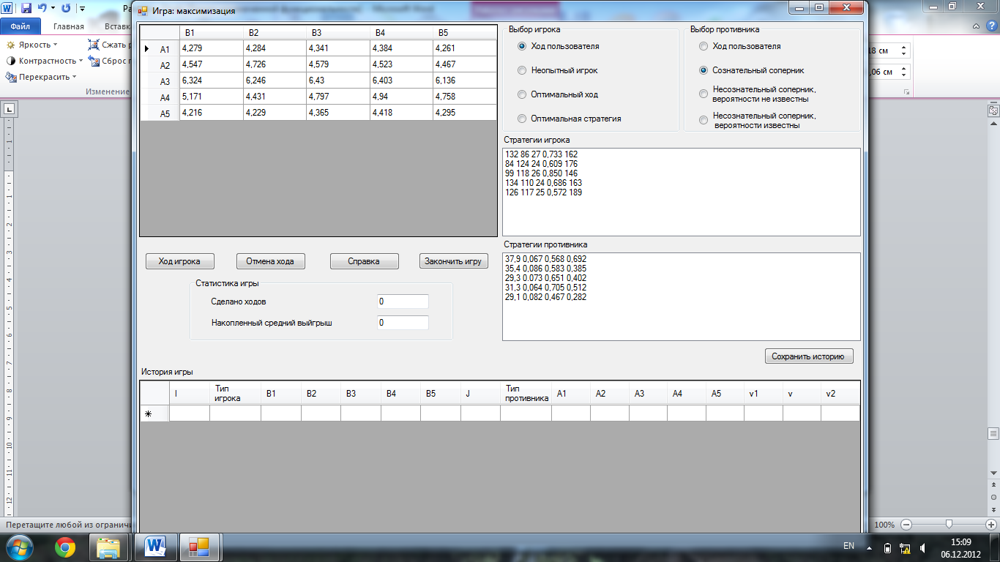 Игра: максимизация
Файл
Главная
Вставк
Яркость
Контрастность
Перекрасить
Сжать р
Сброс г
Изменение
18 см
,06 см
B1 B2 B3 B4 B5
A1 4,279 4,284 4,341 4,384 4,261
A2 4,547 4,726 4,579 4,523 4,467
A3 6,324 6,246 6,43 6,403 6,136
A4 5,171 4,431 4,797 4,94 4,758
A5 4,216 4,229 4,365 4,418 4,295
Выбор игрока
Ход пользователя
Неопытный игрок
Оптимальный ход
Оптимальная стратегия
Выбор противника
Ход пользователя
Сознательный соперник
Несознательный соперник,
вероятности не известны
Несознательный соперник,
вероятности известны
Стратегии игрока
132 86 27 0,733 162
84 124 24 0,609 176
99 118 26 0,850 146
134 110 24 0,686 163
126 117 25 0,572 189
Стратегии противника
37,9 0,067 0,568 0,692
35,4 0,086 0,583 0,385
29,3 0,073 0,651 0,402
31,3 0,064 0,705 0,512
29,1 0,082 0,467 0,282
Ход игрока
Отмена хода
Справка
Закончить игру
Статистика игры
Сделано ходов 0
Накопленный средний выйгрыш 0
Сохранить историю
История игры
I Тип игрока B1 B2 B3 B4 B5 J Тип противника A1 A2 A3 A4 A5 v1 v v2
Перетащите любой из огранич
100%
EN
15:09
06.12.2012